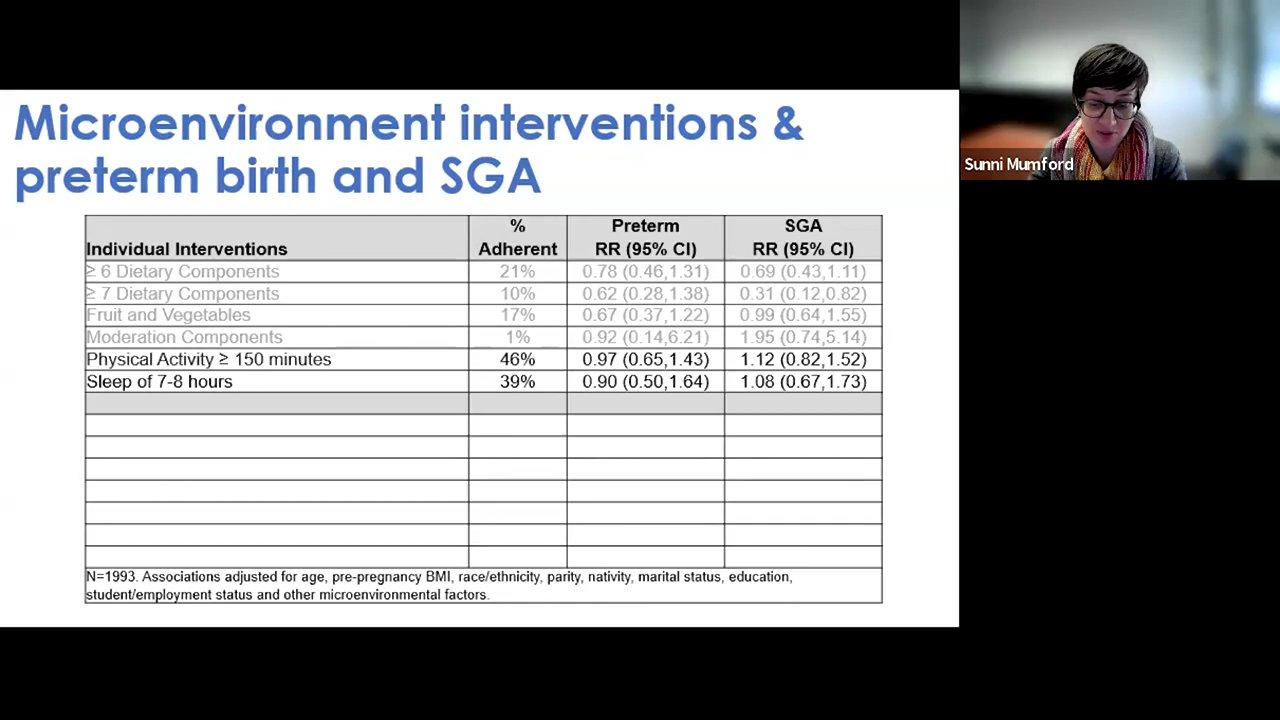 Microenvironment interventions &
preterm birth and SGA
Sunni Mumford
Individual Interventions % Adherent Preterm RR (95% CI) SGA RR (95% CI)
≥ 6 Dietary Components 21% 0.78 (0.46,1.31) 0.69 (0.43,1.11)
≥ 7 Dietary Components 10% 0.62 (0.28,1.38) 0.31 (0.12,0.82)
Fruit and Vegetables 17% 0.67 (0.37,1.22) 0.99 (0.64,1.55)
Moderation Components 1% 0.92 (0.14,6.21) 1.95 (0.74,5.14)
Physical Activity ≥ 150 minutes 46% 0.97 (0.65,1.43) 1.12 (0.82,1.52)
Sleep of 7-8 hours 39% 0.90 (0.50,1.64) 1.08 (0.67,1.73)
N=1993. Associations adjusted for age, pre-pregnancy BMI, race/ethnicity, parity, nativity, marital status, education,
student/employment status and other microenvironmental factors.